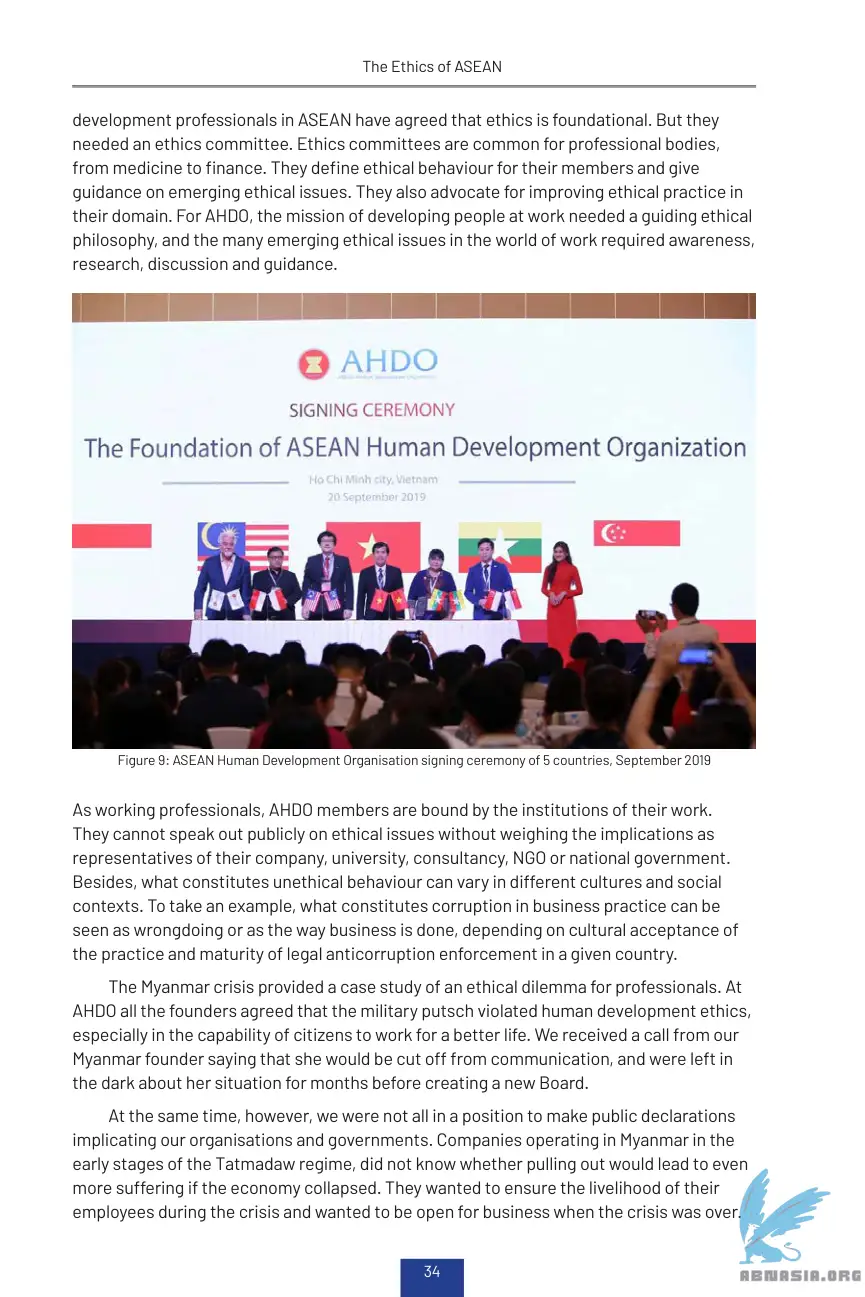 The Ethics of ASEAN
development professionals in ASEAN have agreed that ethics is foundational. But they
needed an ethics committee. Ethics committees are common for professional bodies,
from medicine to finance. They define ethical behaviour for their members and give
guidance on emerging ethical issues. They also advocate for improving ethical practice in
their domain. For AHDO, the mission of developing people at work needed a guiding ethical
philosophy, and the many emerging ethical issues in the world of work required awareness,
research, discussion and guidance.
AHDO
SIGNING CEREMONY
The Foundation of ASEAN Human Development Organization
Ho Chi Minh city, Vietnam
20 September 2019
Figure 9: ASEAN Human Development Organisation signing ceremony of 5 countries, September 2019
As working professionals, AHDO members are bound by the institutions of their work.
They cannot speak out publicly on ethical issues without weighing the implications as
representatives of their company, university, consultancy, NGO or national government.
Besides, what constitutes unethical behaviour can vary in different cultures and social
contexts. To take an example, what constitutes corruption in business practice can be
seen as wrongdoing or as the way business is done, depending on cultural acceptance of
the practice and maturity of legal anticorruption enforcement in a given country.
The Myanmar crisis provided a case study of an ethical dilemma for professionals. At
AHDO all the founders agreed that the military putsch violated human development ethics,
especially in the capability of citizens to work for a better life. We received a call from our
Myanmar founder saying that she would be cut off from communication, and were left in
the dark about her situation for months before creating a new Board.
At the same time, however, we were not all in a position to make public declarations
implicating our organisations and governments. Companies operating in Myanmar in the
early stages of the Tatmadaw regime, did not know whether pulling out would lead to even
more suffering if the economy collapsed. They wanted to ensure the livelihood of their
employees during the crisis and wanted to be open for business when the crisis was over.
34
ABNASIA.ORG